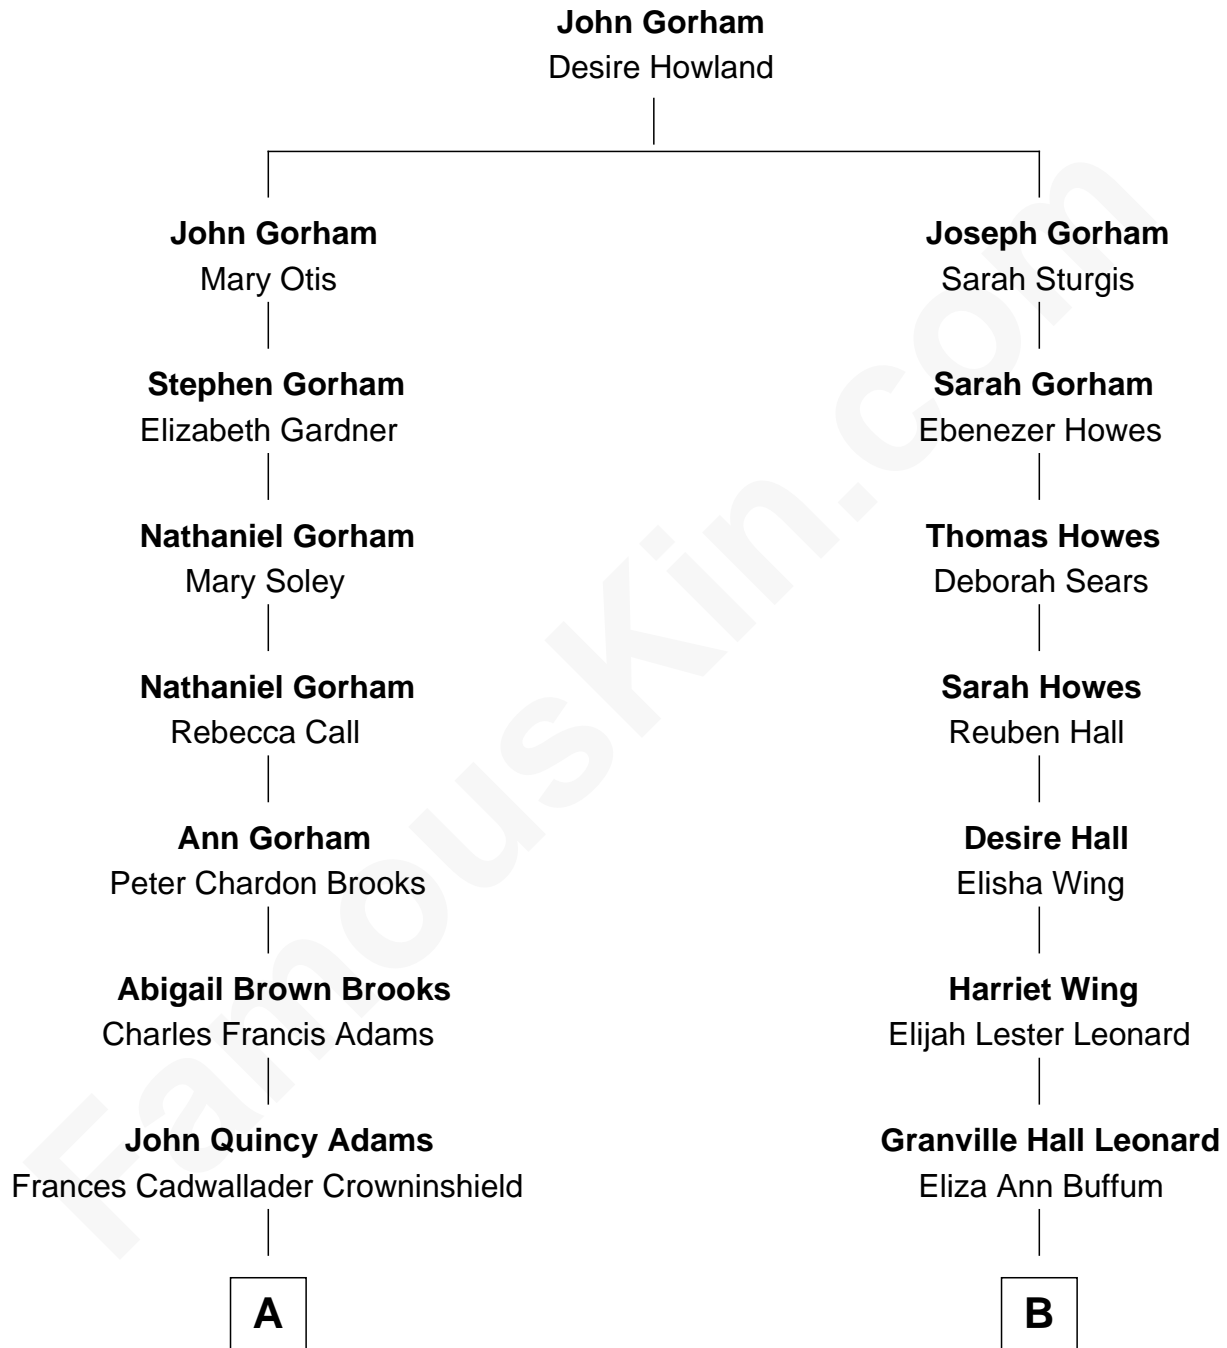 John Gorham
Desire Howland
John Gorham
Mary Otis
Joseph Gorham
Sarah Sturgis
Stephen Gorham
Elizabeth Gardner
Sarah Gorham
Ebenezer Howes
Nathaniel Gorham
Mary Soley
Thomas Howes
Deborah Sears
Nathaniel Gorham
Rebecca Call
Sarah Howes
Reuben Hall
Ann Gorham
Peter Chardon Brooks
Desire Hall
Elisha Wing
Abigail Brown Brooks
Charles Francis Adams
Harriet Wing
Elijah Lester Leonard
John Quincy Adams
Frances Cadwallader Crowninshield
Granville Hall Leonard
Eliza Ann Buffum
A
B
FamousKin.com